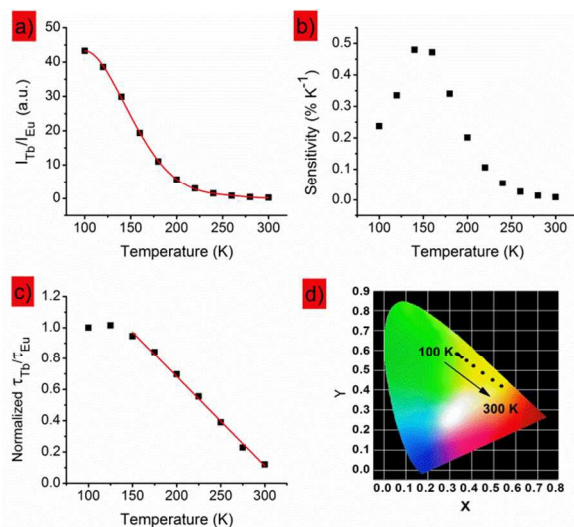 a)
50
40
30
20
10
0
I_Tb/I_Eu (a.u.)
100 150 200 250 300
Temperature (K)
b)
0.5
0.4
0.3
0.2
0.1
0.0
Sensitivity (% K⁻¹)
100 150 200 250 300
Temperature (K)
c)
1.2
1.0
0.8
0.6
0.4
0.2
0.0
Normalized τ_Tb/τ_Eu
100 150 200 250 300
Temperature (K)
d)
0.9
0.8
0.7
0.6
0.5
0.4
0.3
0.2
0.1
0.0
Y
100 K
300 K
0.0 0.1 0.2 0.3 0.4 0.5 0.6 0.7 0.8
X